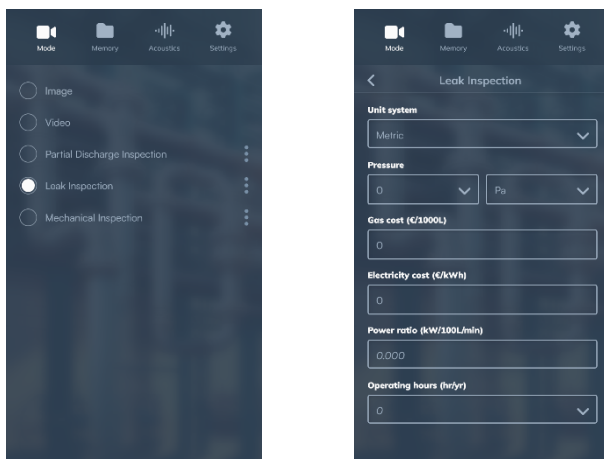 Mode Memory Acoustics Settings
Image
Video
Partial Discharge Inspection
Leak Inspection
Mechanical Inspection
Mode Memory Acoustics Settings
Leak Inspection
Unit system
Metric
Pressure
0 Pa
Gas cost (€/1000L)
0
Electricity cost (€/kWh)
0
Power ratio (kW/100L/min)
0.000
Operating hours (hr/yr)
0